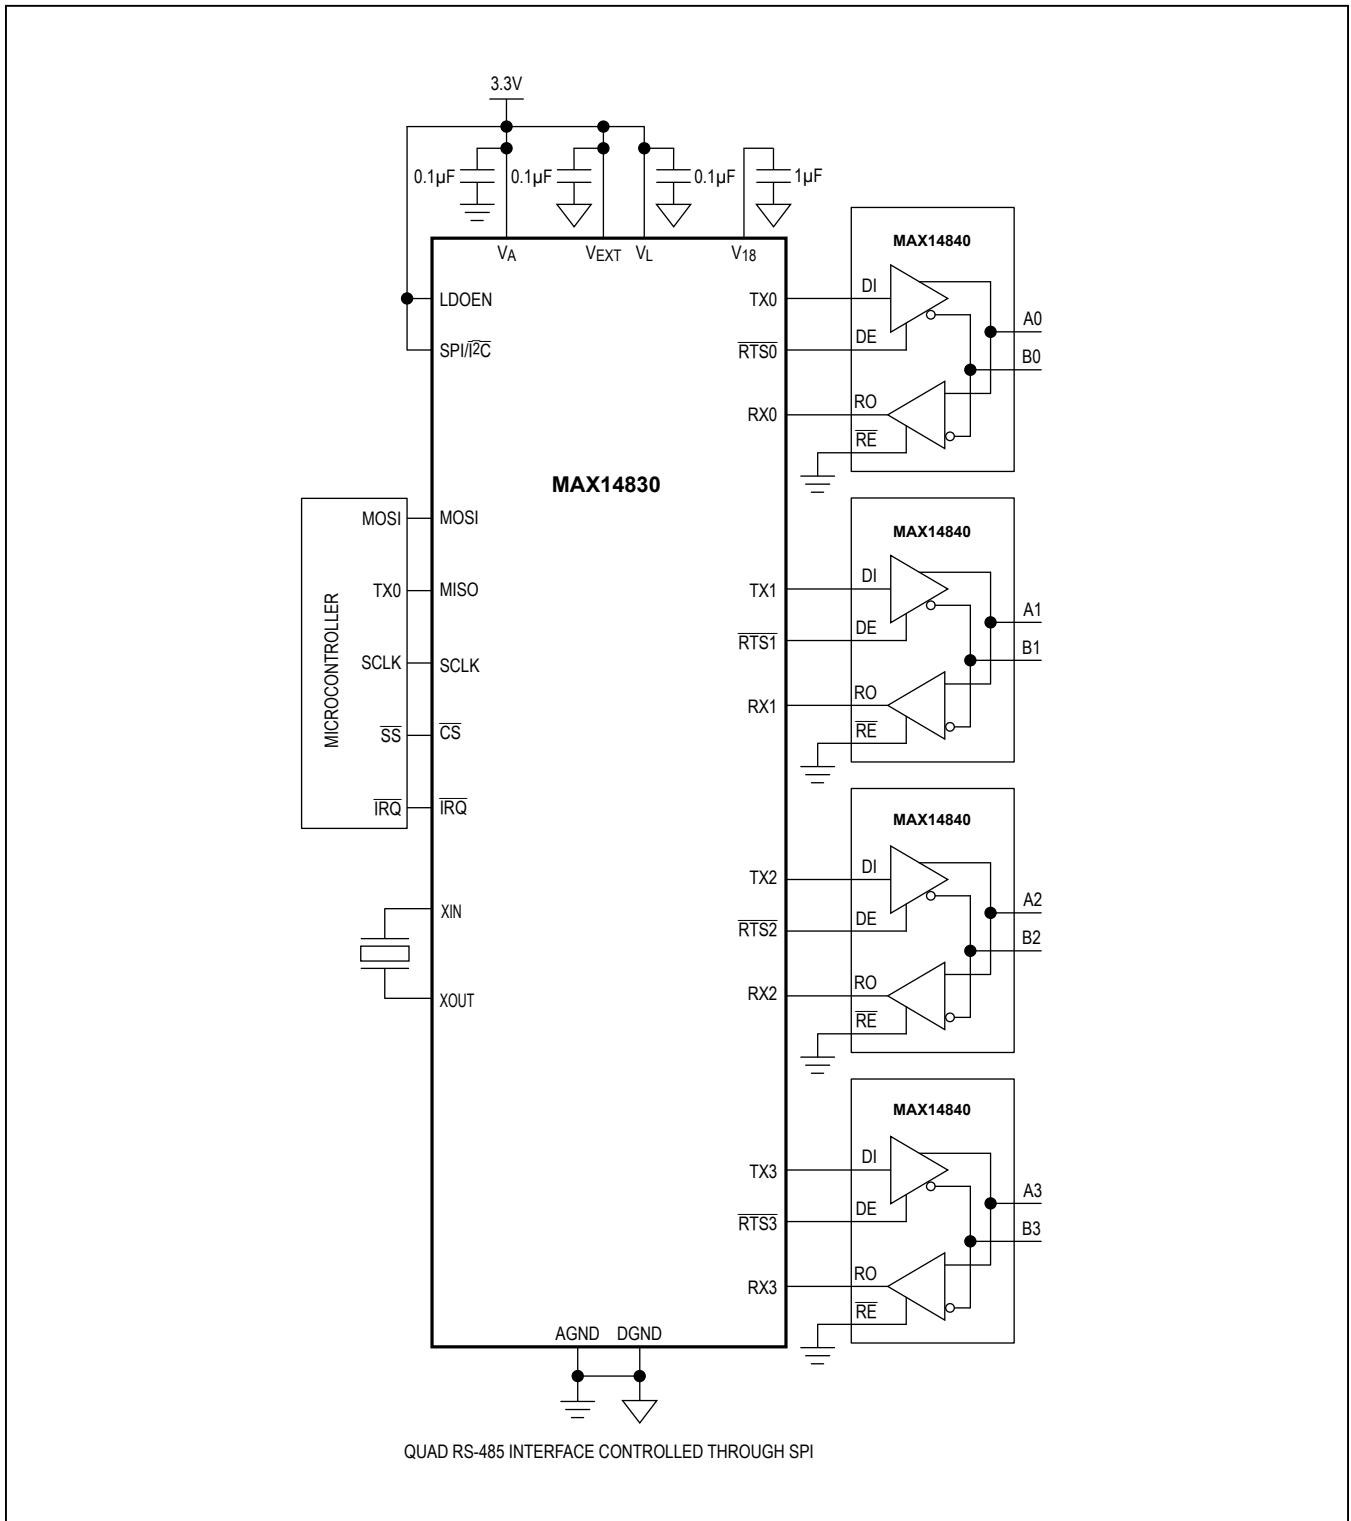 3.3V
0.1µF
0.1µF
0.1µF
1µF
VA
VEXT
VL
V18
LDOEN
SPI/I2C
MAX14830
MICROCONTROLLER
MOSI
MOSI
TX0
MISO
SCLK
SCLK
SS
CS
IRQ
IRQ
XIN
XOUT
TX0
RTS0
RX0
MAX14840
DI
DE
RO
RE
A0
B0
TX1
RTS1
RX1
MAX14840
DI
DE
RO
RE
A1
B1
TX2
RTS2
RX2
MAX14840
DI
DE
RO
RE
A2
B2
TX3
RTS3
RX3
MAX14840
DI
DE
RO
RE
A3
B3
AGND
DGND
QUAD RS-485 INTERFACE CONTROLLED THROUGH SPI